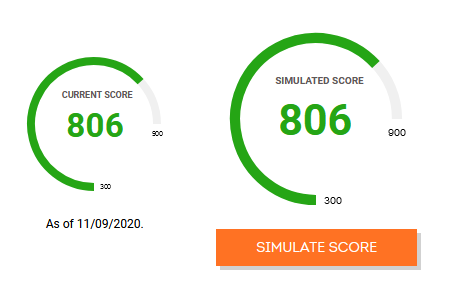 CURRENT SCORE
806
900
300
As of 11/09/2020.
SIMULATED SCORE
806
900
300
SIMULATE SCORE